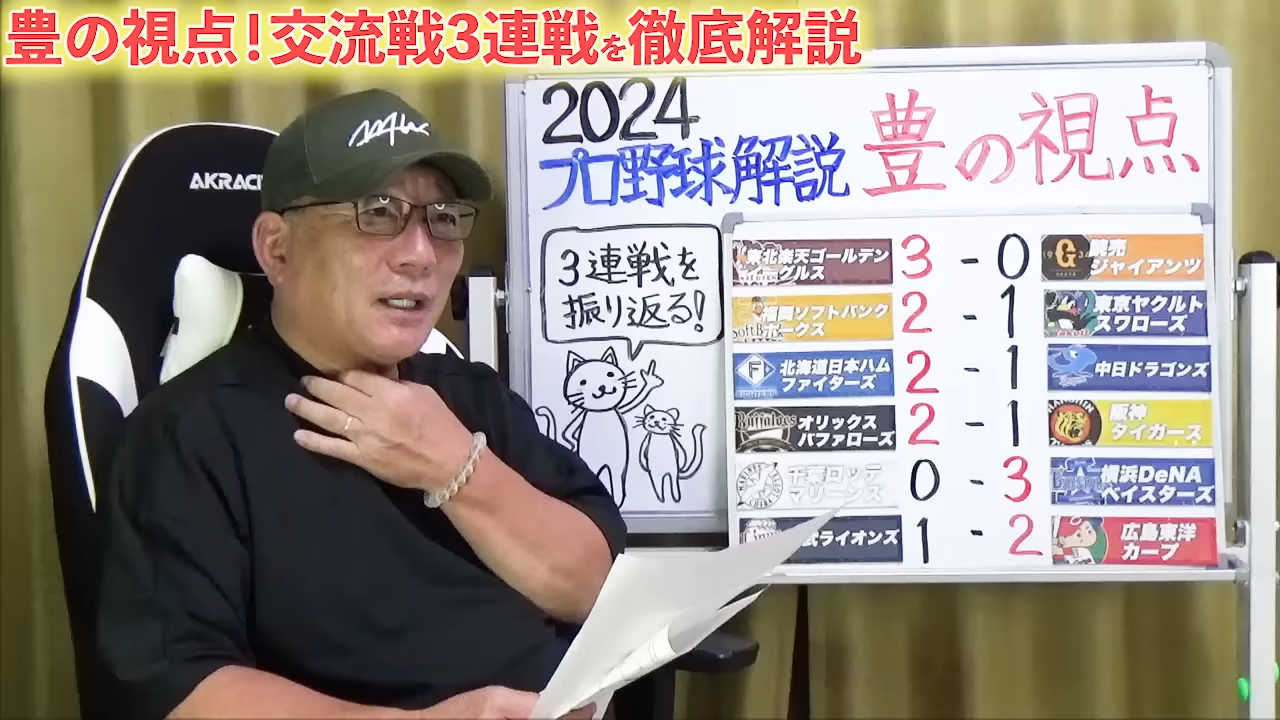 豊の視点!交流戦3連戦を徹底解説
2024
プロ野球解説
豊の視点
AKRACI
3連戦を
振り返る!
東北楽天ゴールデン
グルス
3 - 0
G
読売
ジャイアンツ
福岡ソフトバンク
ホークス
SoftBank
2 - 1
東京ヤクルト
スワローズ
北海道日本ハム
ファイターズ
F
FIGHTERS
2 - 1
中日ドラゴンズ
オリックス
バファローズ
Buffaloes
2 - 1
阪神
タイガース
千葉ロッテ
マリーンズ
0 - 3
横浜DeNA
ベイスターズ
武ライオンズ
1 - 2
広島東洋
カープ